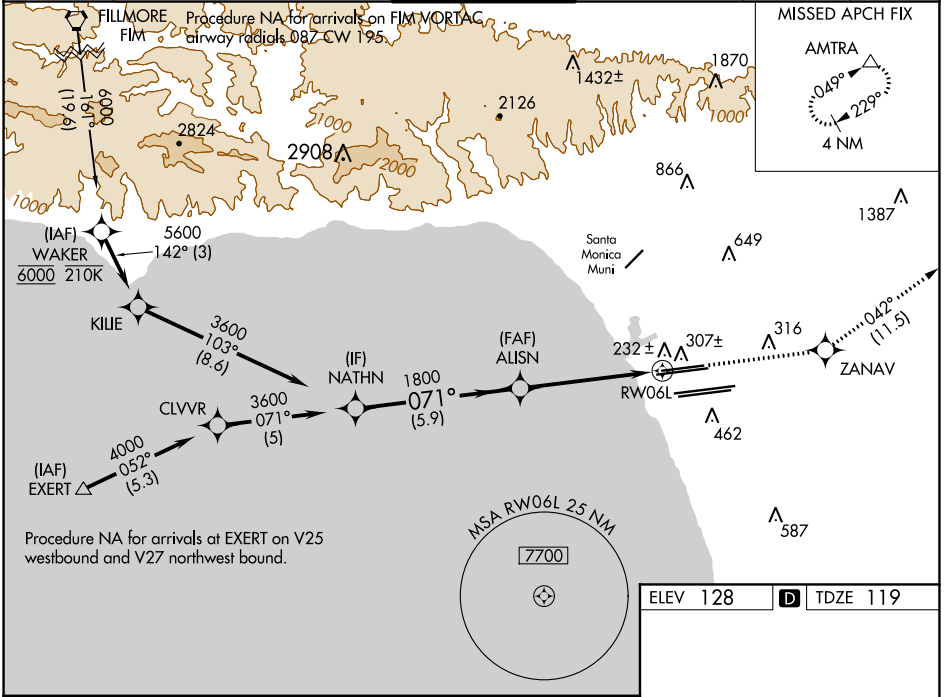 FILLMORE
FIM
Procedure NA for arrivals on FIM VORTAC
airway radials 087 CW 195.
MISSED APCH FIX
AMTRA
049°
229°
4 NM
6000
161°
(19.6)
1432±
1870
2126
1000
1000
2824
2908
2000
866
1387
1000
(IAF)
WAKER
6000 210K
5600
142° (3)
Santa
Monica
Muni
649
KILIE
3600
103°
(8.6)
042°
(11.5)
(IF)
NATHN
(FAF)
ALISN
232 ±
307±
316
ZANAV
1800
071°
(5.9)
RW06L
CLVVR
3600
071°
(5)
462
4000
052°
(5.3)
(IAF)
EXERT
MSA RW06L 25 NM
7700
587
Procedure NA for arrivals at EXERT on V25
westbound and V27 northwest bound.
ELEV 128
D
TDZE 119